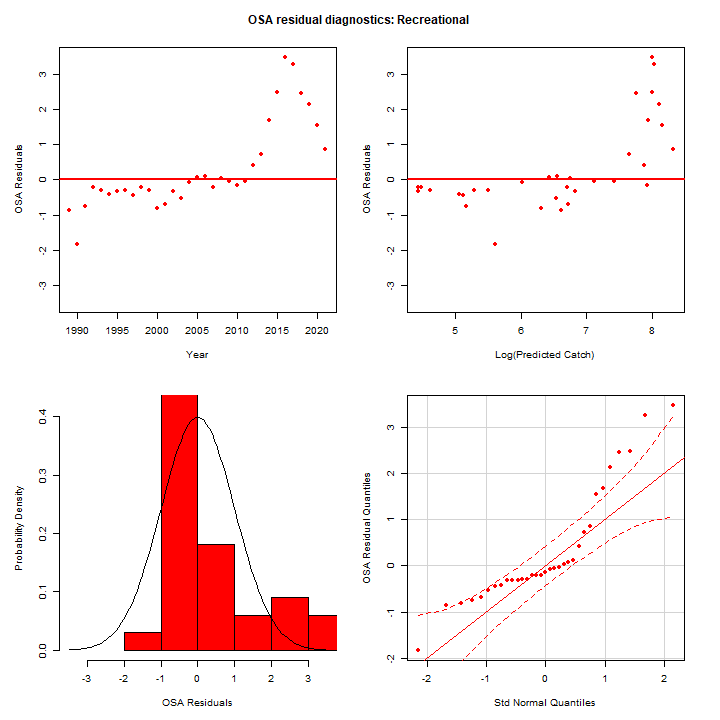 OSA residual diagnostics: Recreational
OSA Residuals
3
2
1
0
-1
-2
-3
1990 1995 2000 2005 2010 2015 2020
Year
OSA Residuals
3
2
1
0
-1
-2
-3
5 6 7 8
Log(Predicted Catch)
Probability Density
0.4
0.3
0.2
0.1
0.0
-3 -2 -1 0 1 2 3
OSA Residuals
OSA Residual Quantiles
3
2
1
0
-1
-2
-2 -1 0 1 2
Std Normal Quantiles